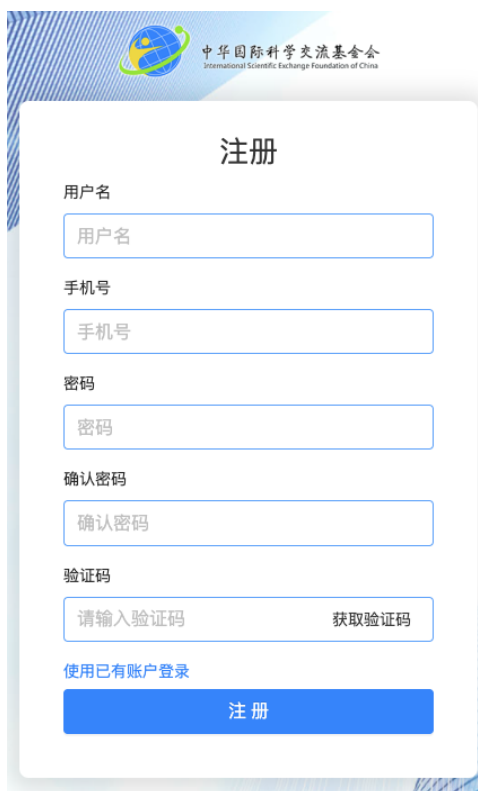 中华国际科学交流基金会
International Scientific Exchange Foundation of China
注册
用户名
用户名
手机号
手机号
密码
密码
确认密码
确认密码
验证码
请输入验证码 获取验证码
使用已有账户登录
注 册